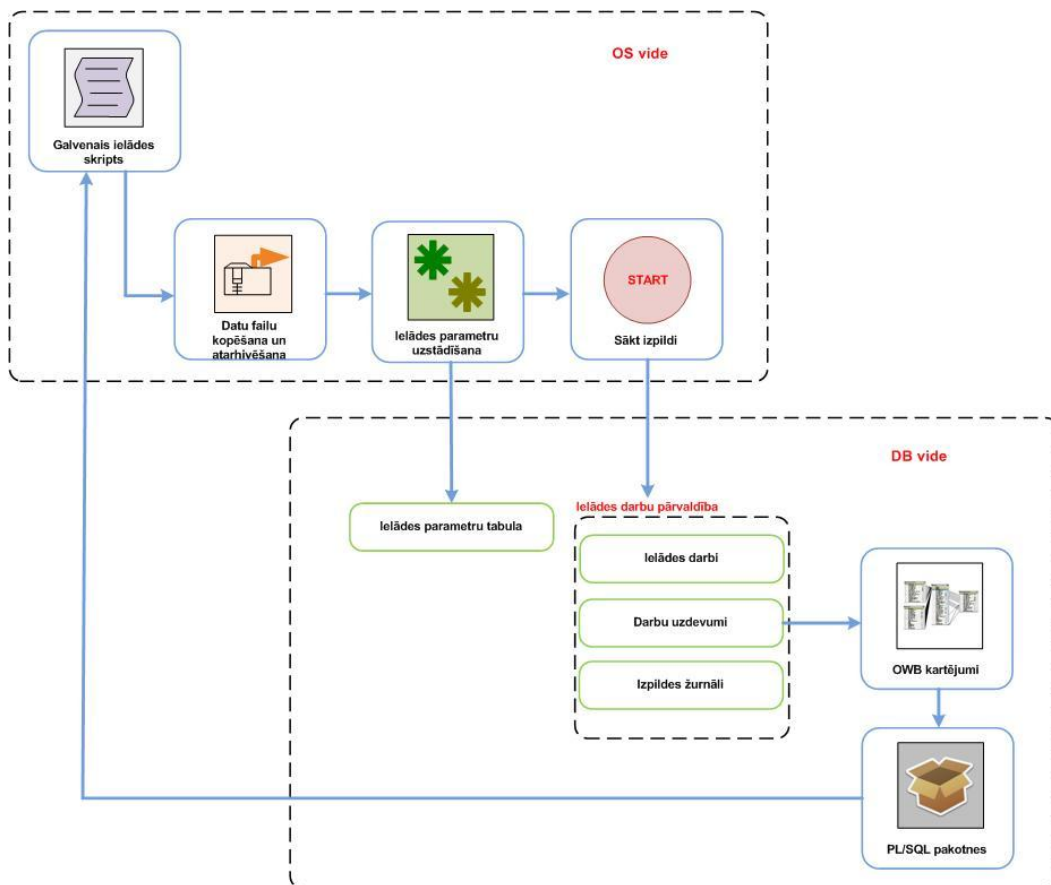 OS vide
Galvenais ielādes
skripts
Datu failu
kopēšana un
atarhivēšana
Ielādes parametru
uzstādīšana
START
Sākt izpildi
DB vide
Ielādes parametru tabula
Ielādes darbu pārvaldība
Ielādes darbi
Darbu uzdevumi
Izpildes žurnāli
OWB kartējumi
PL/SQL pakotnes